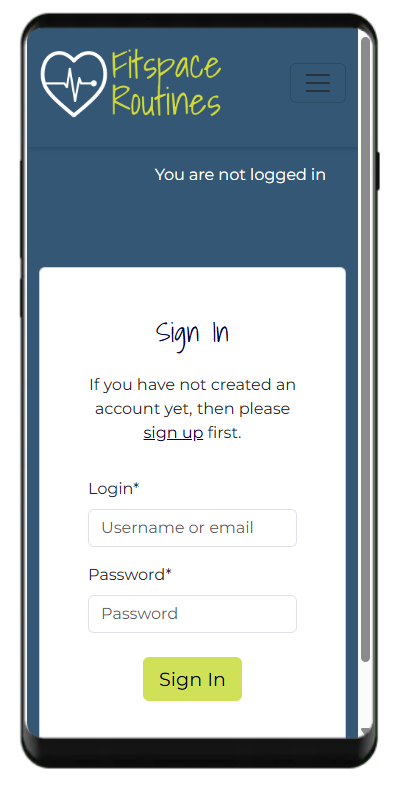 Fitspace
Routines
You are not logged in
Sign In
If you have not created an
account yet, then please
sign up first.
Login*
Username or email
Password*
Password
Sign In